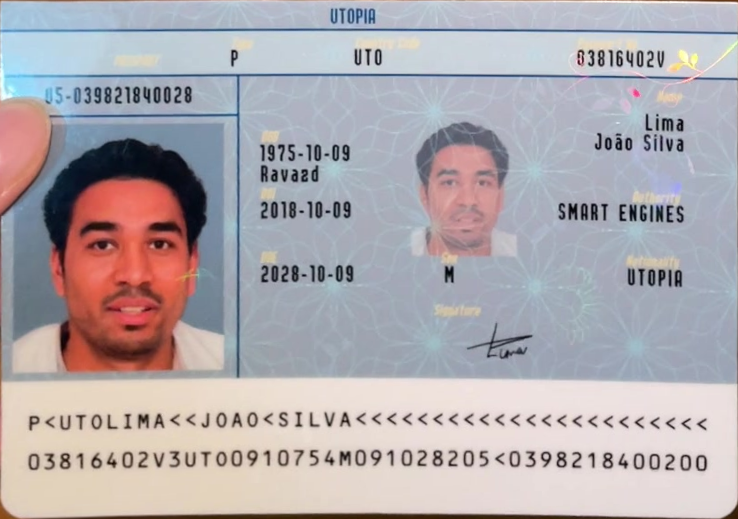 UTOPIA
Type
Country Code
Passport No
PASSPORT
P
UTO
03816402V
US-039821840028
Name
Lima
João Silva
DOB
1975-10-09
Ravaəd
DOI
2018-10-09
Authority
SMART ENGINES
DOE
2028-10-09
Sex
M
Nationality
UTOPIA
Signature
Lima
P<UTOLIMA<<JOAO<SILVA<<<<<<<<<<<<<<<<<<<<<<<
03816402V3UTO0910754M091028205<0398218400200